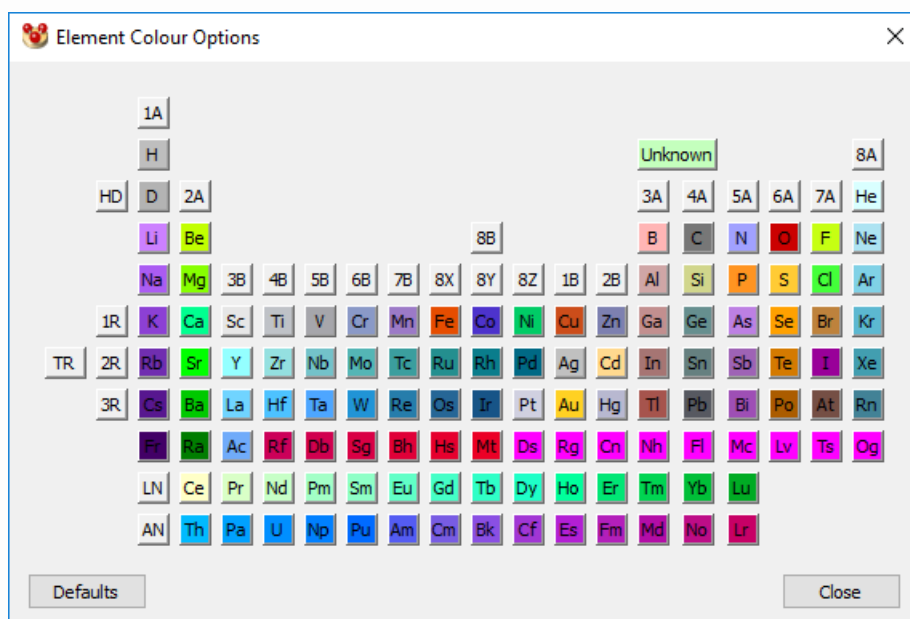 Element Colour Options
1A
H Unknown 8A
HD D 2A 3A 4A 5A 6A 7A He
Li Be 8B B C N O F Ne
Na Mg 3B 4B 5B 6B 7B 8X 8Y 8Z 1B 2B Al Si P S Cl Ar
1R K Ca Sc Ti V Cr Mn Fe Co Ni Cu Zn Ga Ge As Se Br Kr
TR 2R Rb Sr Y Zr Nb Mo Tc Ru Rh Pd Ag Cd In Sn Sb Te I Xe
3R Cs Ba La Hf Ta W Re Os Ir Pt Au Hg Tl Pb Bi Po At Rn
Fr Ra Ac Rf Db Sg Bh Hs Mt Ds Rg Cn Nh Fl Mc Lv Ts Og
LN Ce Pr Nd Pm Sm Eu Gd Tb Dy Ho Er Tm Yb Lu
AN Th Pa U Np Pu Am Cm Bk Cf Es Fm Md No Lr
Defaults Close